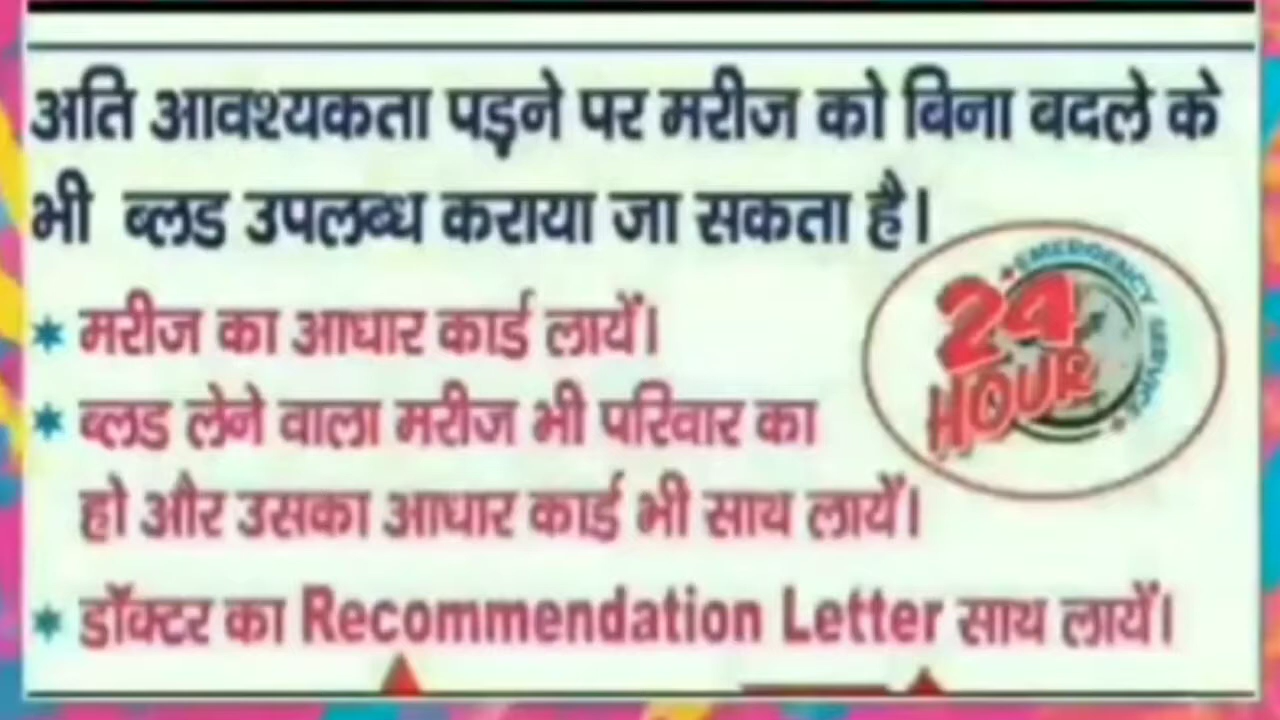 अति आवश्यकता पड़ने पर मरीज को बिना बदले के
भी ब्लड उपलब्ध कराया जा सकता है।
* मरीज का आधार कार्ड लायें।
* ब्लड लेने वाला मरीज भी परिवार का
हो और उसका आधार कार्ड भी साथ लायें।
* डॉक्टर का Recommendation Letter साथ लायें।
24
HOUR
EMERGENCY SERVICE